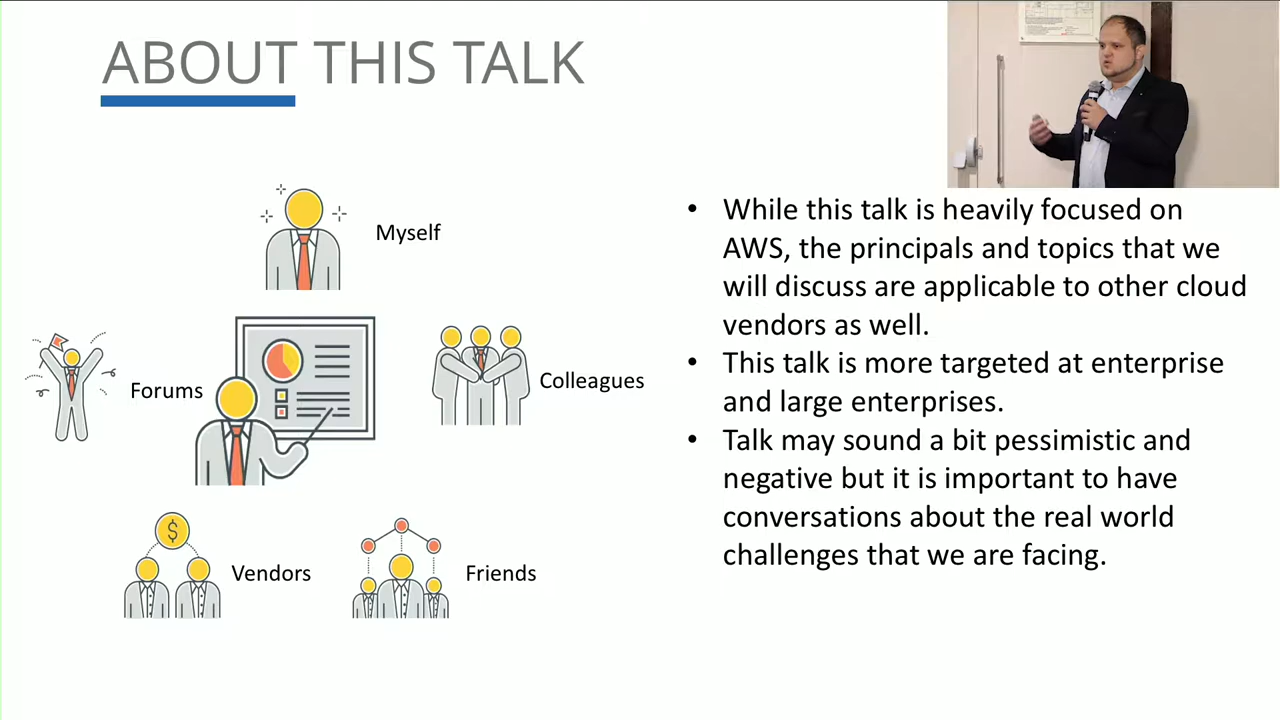 ABOUT THIS TALK
Myself
Forums
Colleagues
Vendors
Friends
• While this talk is heavily focused on
AWS, the principals and topics that we
will discuss are applicable to other cloud
vendors as well.
• This talk is more targeted at enterprise
and large enterprises.
• Talk may sound a bit pessimistic and
negative but it is important to have
conversations about the real world
challenges that we are facing.